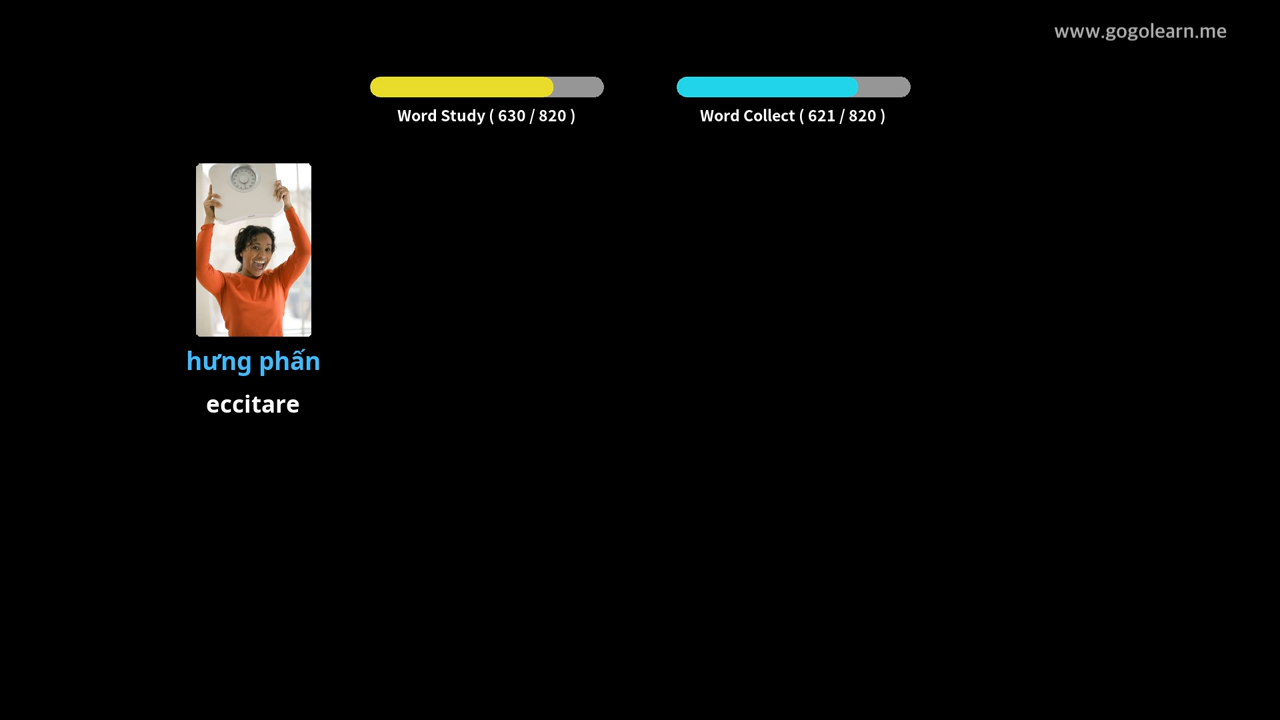 www.gogolearn.me
Word Study ( 630 / 820 )
Word Collect ( 621 / 820 )
hưng phấn
eccitare